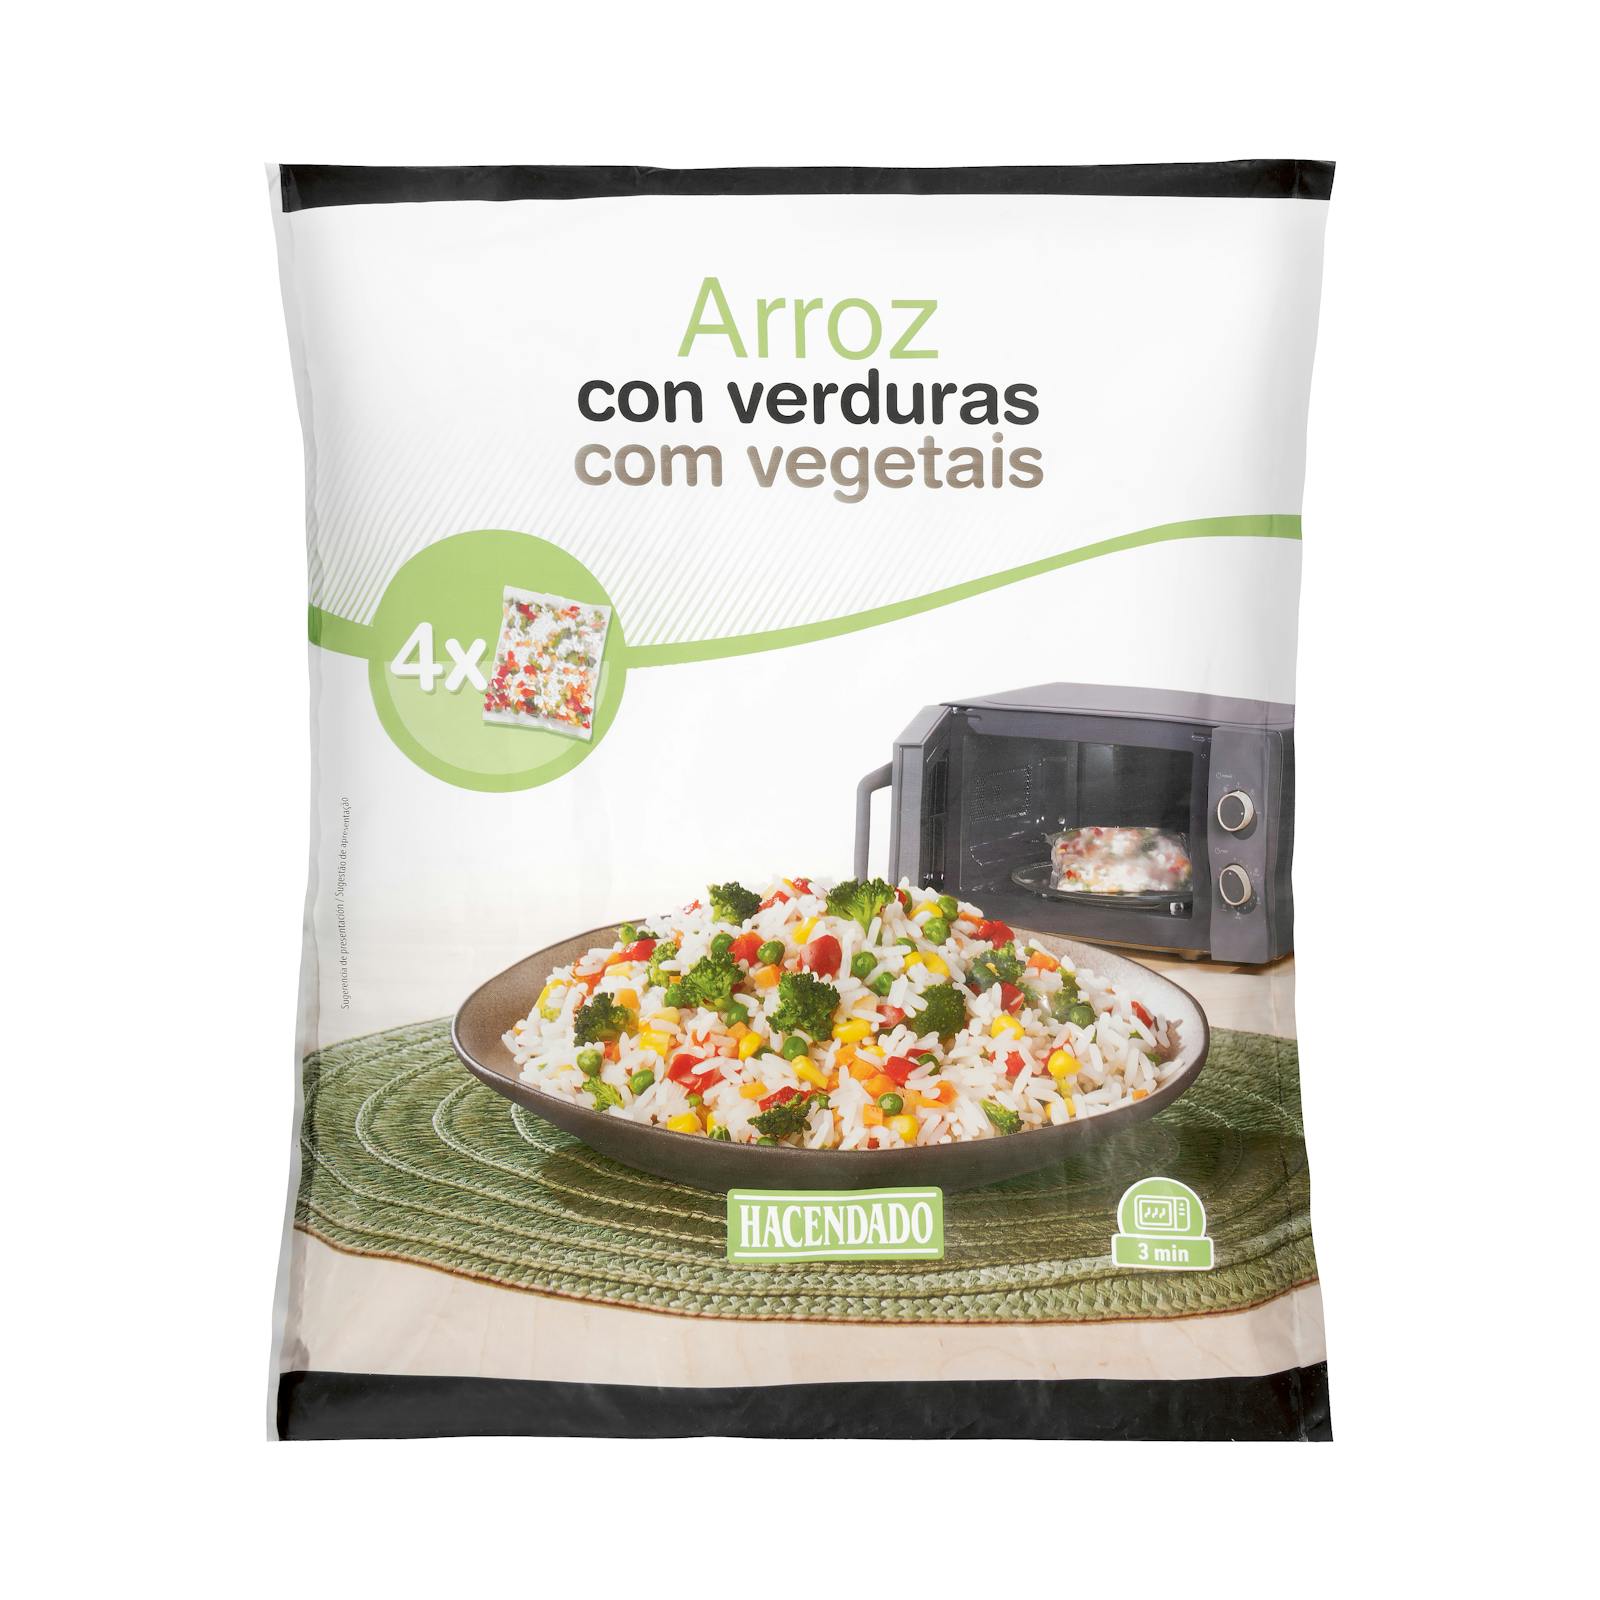 Arroz
con verduras
com vegetais
4x
Sugerencia de presentación / Sugestão de apresentação
HACENDADO
3 min